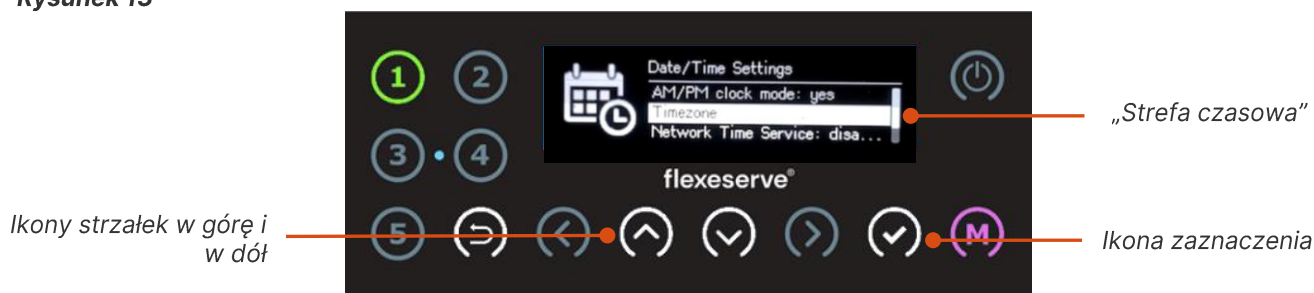 Rysunek 15
1
2
Date/Time Settings
AM/PM clock mode: yes
Timezone
Network Time Service: disa...
„Strefa czasowa”
3
4
flexeserve®
Ikony strzałek w górę i
w dół
5
M
Ikona zaznaczenia